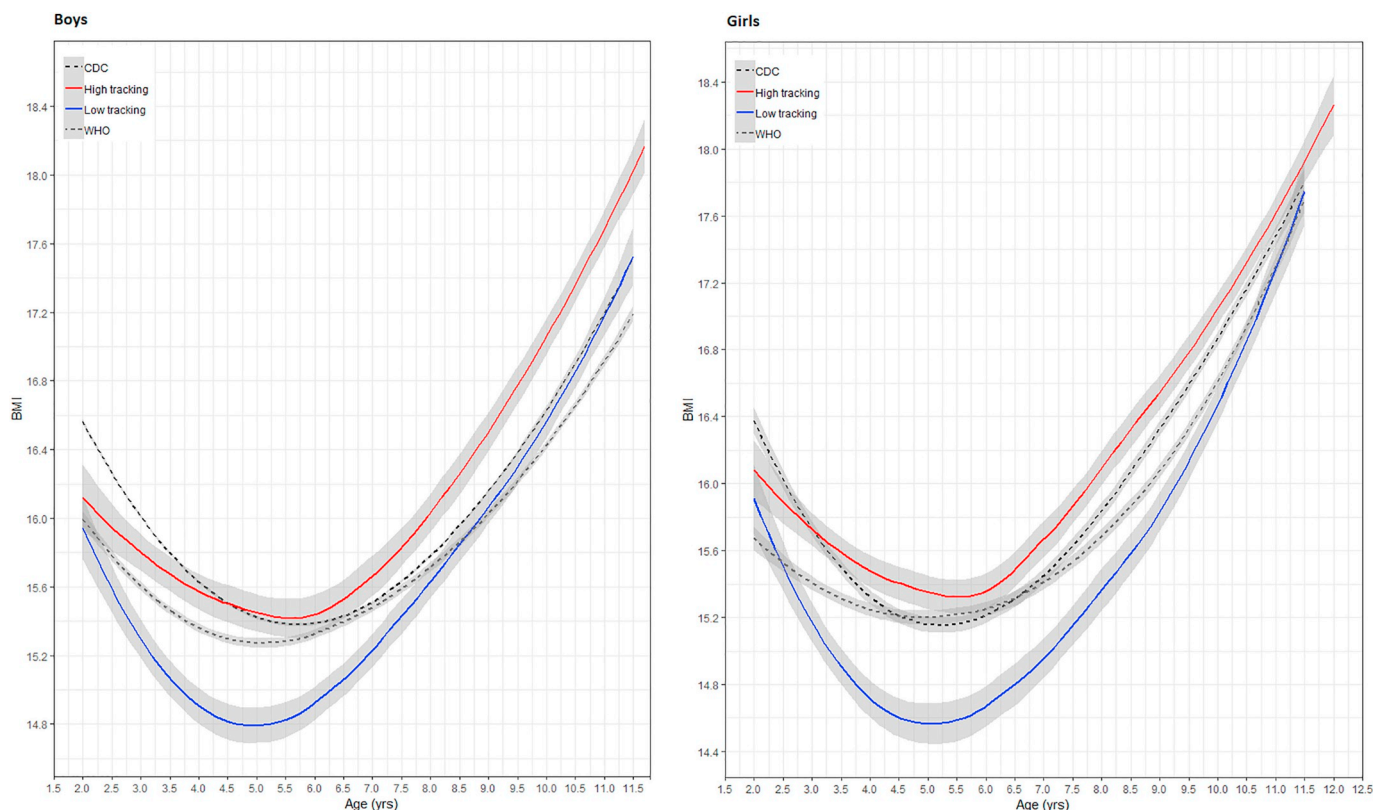 Boys
CDC
High tracking
Low tracking
WHO
BMI
18.4
18.0
17.6
17.2
16.8
16.4
16.0
15.6
15.2
14.8
1.5 2.0 2.5 3.0 3.5 4.0 4.5 5.0 5.5 6.0 6.5 7.0 7.5 8.0 8.5 9.0 9.5 10.0 10.5 11.0 11.5
Age (yrs)
Girls
CDC
High tracking
Low tracking
WHO
BMI
18.4
18.0
17.6
17.2
16.8
16.4
16.0
15.6
15.2
14.8
14.4
1.5 2.0 2.5 3.0 3.5 4.0 4.5 5.0 5.5 6.0 6.5 7.0 7.5 8.0 8.5 9.0 9.5 10.0 10.5 11.0 11.5 12.0 12.5
Age (yrs)